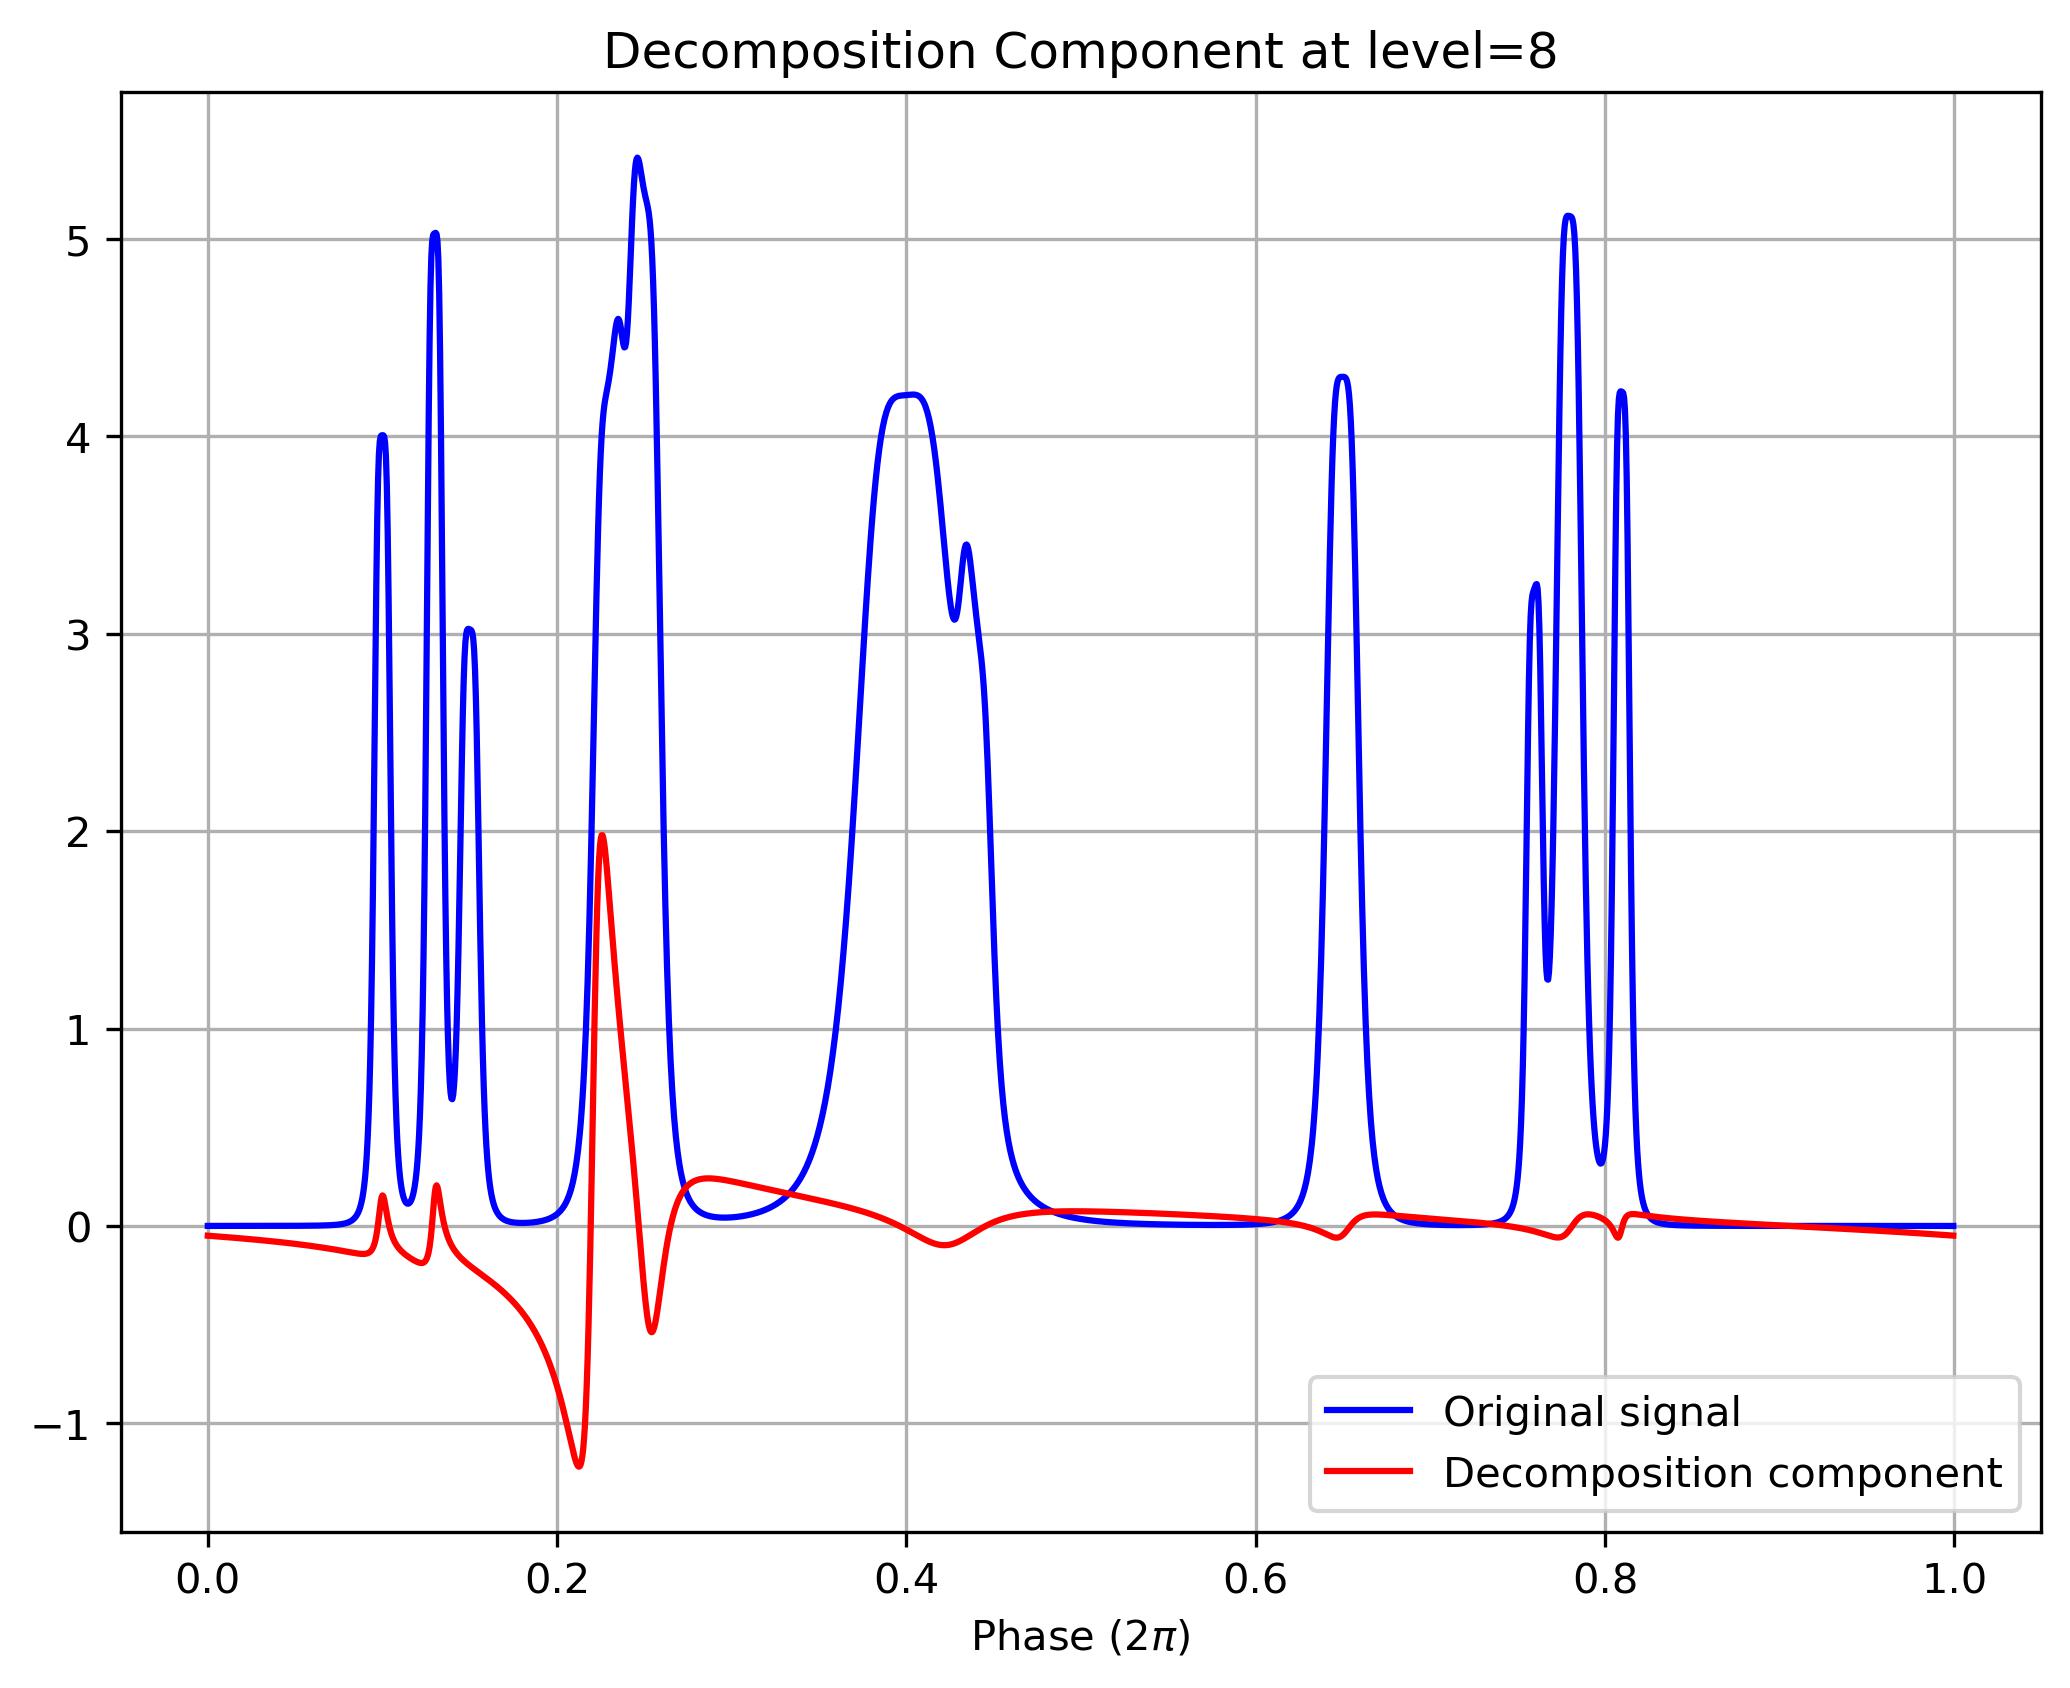 Decomposition Component at level=8
5
4
3
2
1
0
−1
0.0 0.2 0.4 0.6 0.8 1.0
Phase (2π)
Original signal
Decomposition component